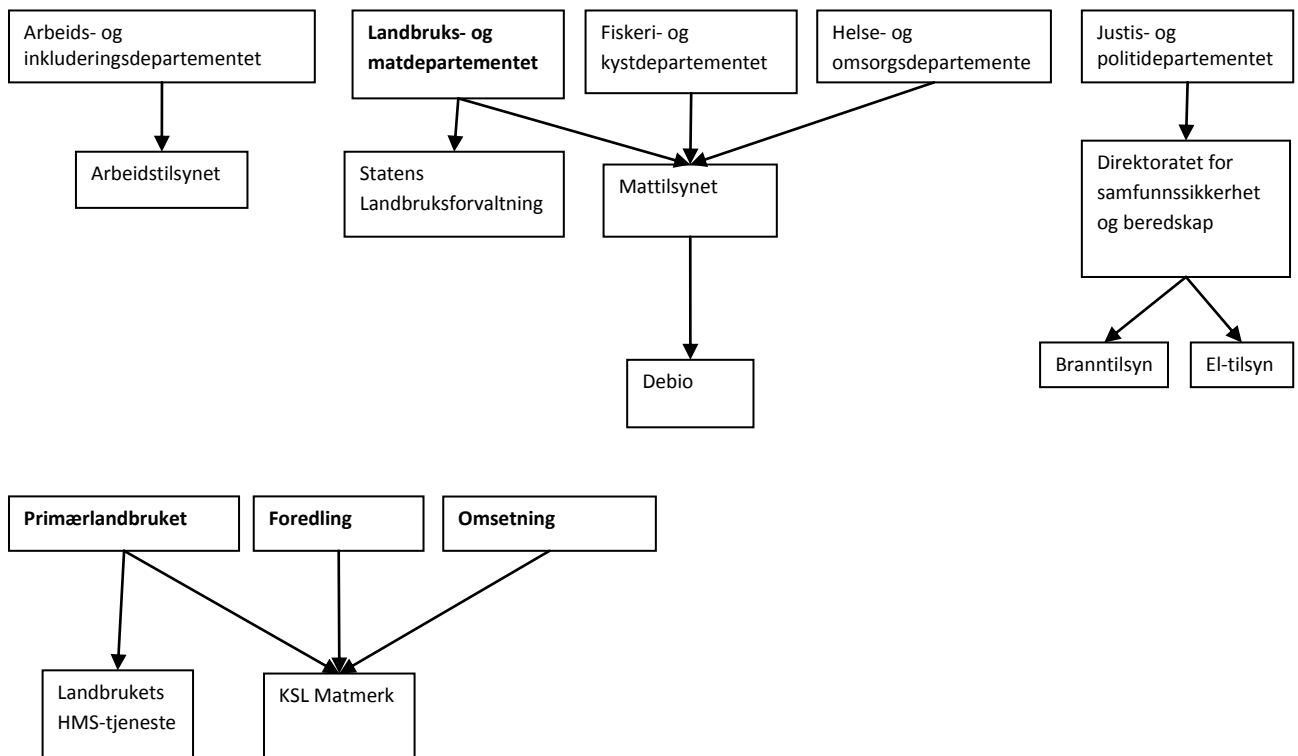 Arbeids- og
inkluderingsdepartementet
Landbruks- og
matdepartementet
Fiskeri- og
kystdepartementet
Helse- og
omsorgsdepartemente
Justis- og
politidepartementet
Arbeidstilsynet
Statens
Landbruksforvaltning
Mattilsynet
Direktoratet for
samfunnssikkerhet
og beredskap
Debio
Branntilsyn
El-tilsyn
Primærlandbruket
Foredling
Omsetning
Landbrukets
HMS-tjeneste
KSL Matmerk